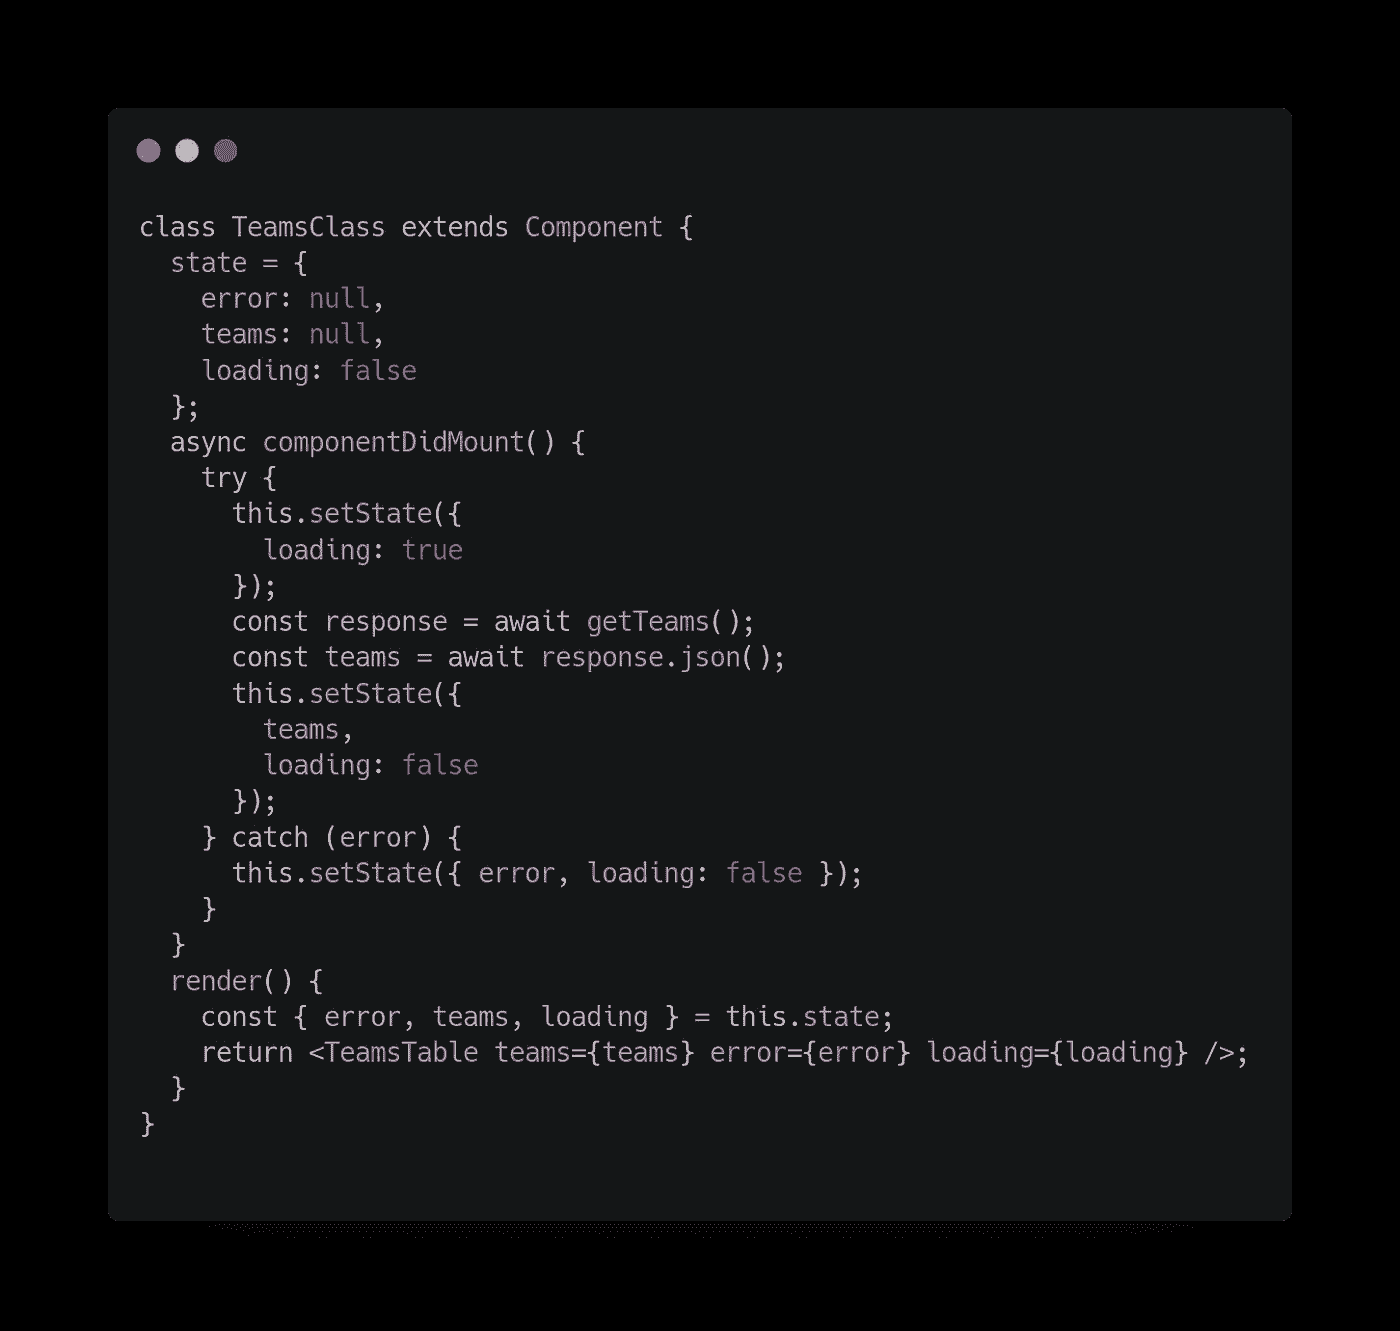 class TeamsClass extends Component {
  state = {
    error: null,
    teams: null,
    loading: false
  };
  async componentDidMount() {
    try {
      this.setState({
        loading: true
      });
      const response = await getTeams();
      const teams = await response.json();
      this.setState({
        teams,
        loading: false
      });
    } catch (error) {
      this.setState({ error, loading: false });
    }
  }
  render() {
    const { error, teams, loading } = this.state;
    return <TeamsTable teams={teams} error={error} loading={loading} />;
  }
}